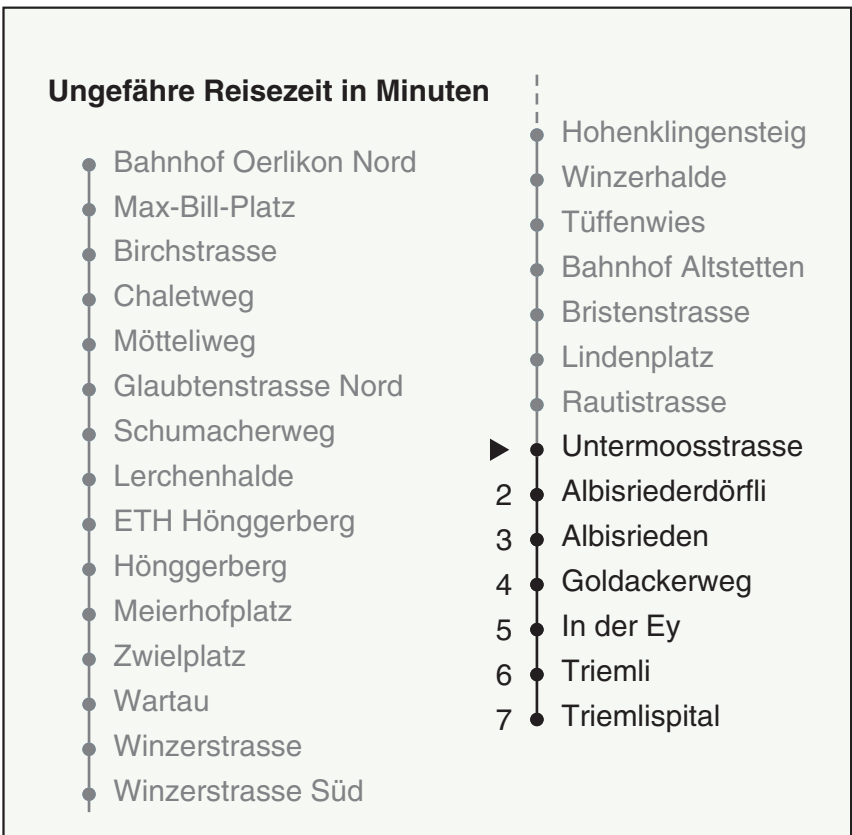 Ungefähre Reisezeit in Minuten
Bahnhof Oerlikon Nord
Max-Bill-Platz
Birchstrasse
Chaletweg
Mötteliweg
Glaubtenstrasse Nord
Schumacherweg
Lerchenhalde
ETH Hönggerberg
Hönggerberg
Meierhofplatz
Zwielplatz
Wartau
Winzerstrasse
Winzerstrasse Süd
Hohenklingensteig
Winzerhalde
Tüffenwies
Bahnhof Altstetten
Bristenstrasse
Lindenplatz
Rautistrasse
Untermoosstrasse
2 Albisriederdörfli
3 Albisrieden
4 Goldackerweg
5 In der Ey
6 Triemli
7 Triemlispital